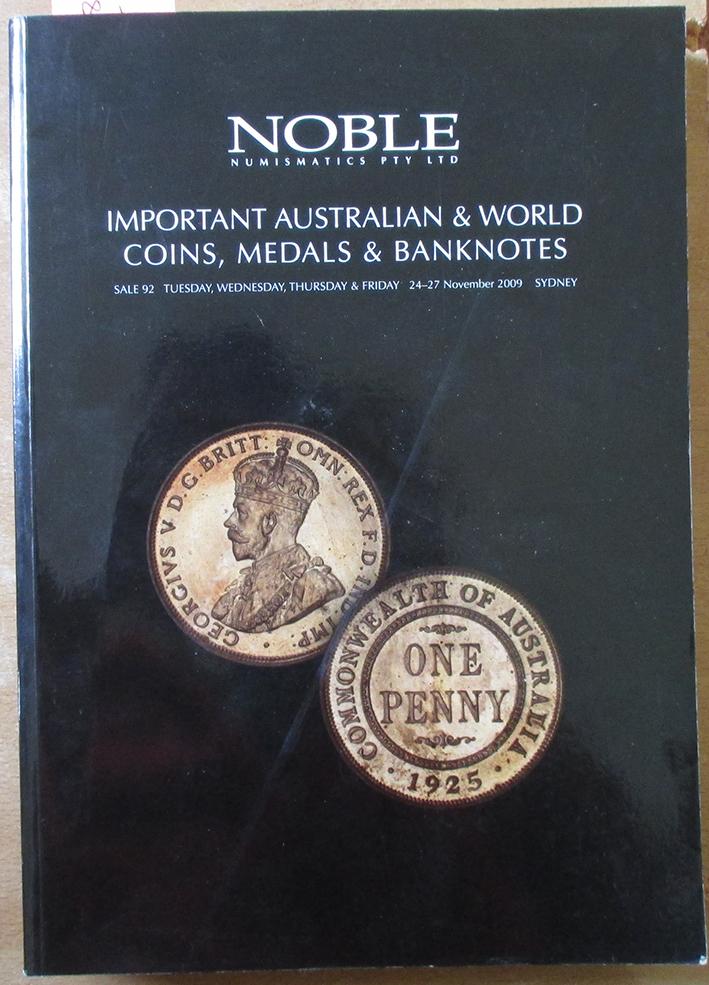 NOBLE
NUMISMATICS PTY LTD
IMPORTANT AUSTRALIAN & WORLD
COINS, MEDALS & BANKNOTES
SALE 92 TUESDAY, WEDNESDAY, THURSDAY & FRIDAY 24–27 November 2009 SYDNEY
GEORGIVS V D.G. BRITT: OMN: REX F.D. IND: IMP:
COMMONWEALTH OF AUSTRALIA
ONE
PENNY
· 1925 ·